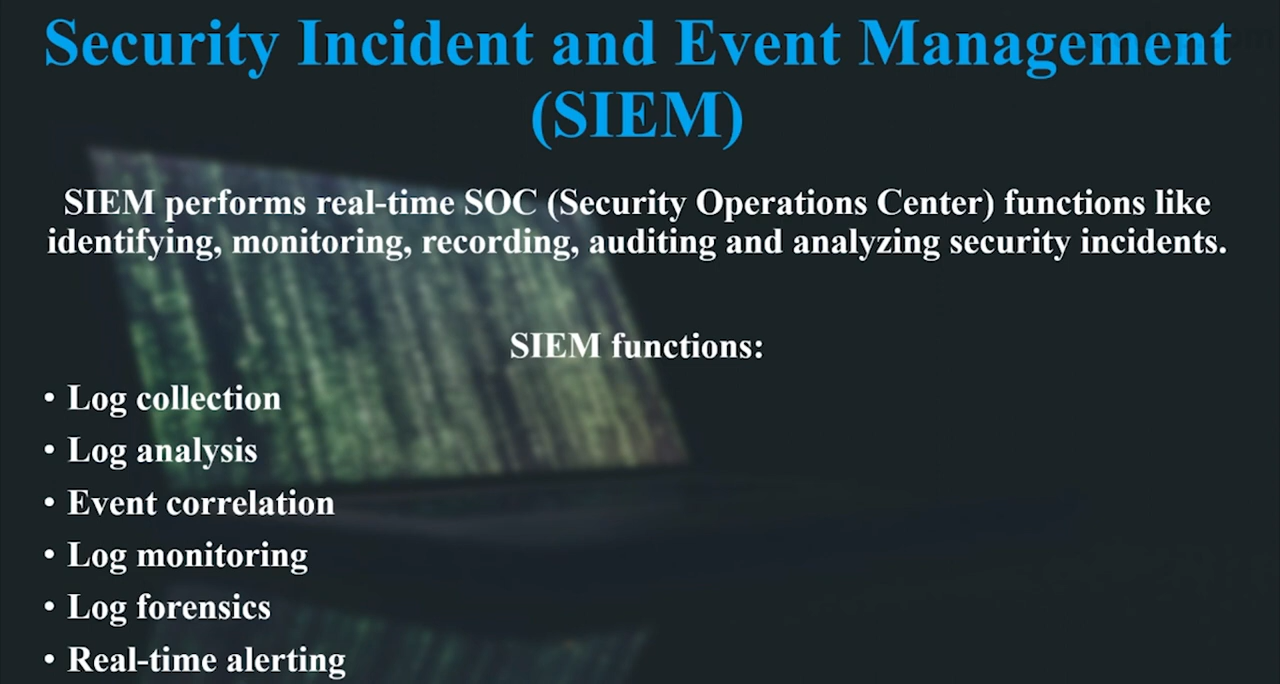 Security Incident and Event Management
(SIEM)
SIEM performs real-time SOC (Security Operations Center) functions like
identifying, monitoring, recording, auditing and analyzing security incidents.
SIEM functions:
• Log collection
• Log analysis
• Event correlation
• Log monitoring
• Log forensics
• Real-time alerting